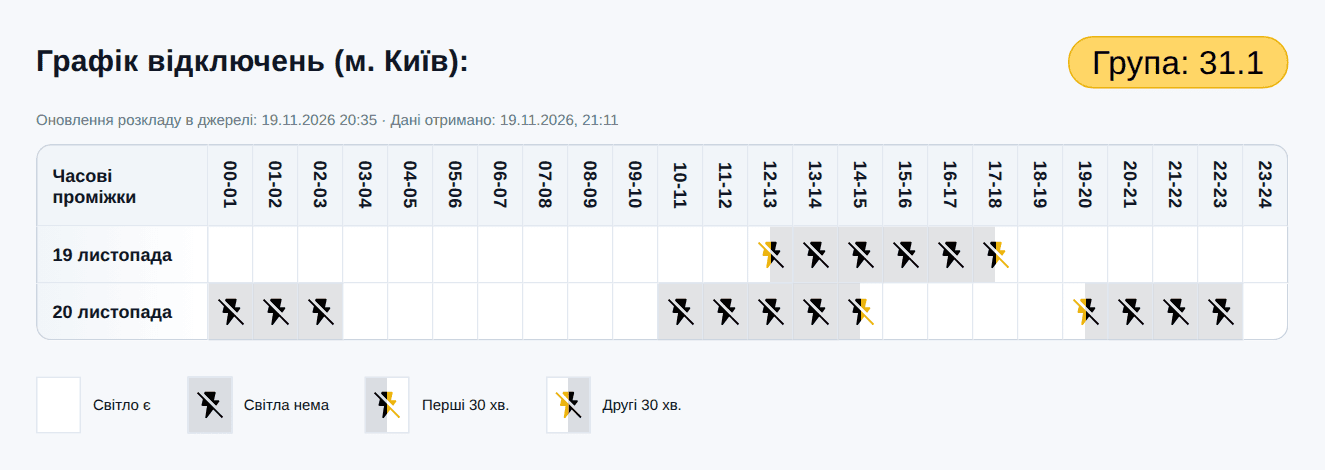 Графік відключень (м. Київ):
Група: 31.1
Оновлення розкладу в джерелі: 19.11.2026 20:35 · Дані отримано: 19.11.2026, 21:11
Часові
проміжки
00-01 01-02 02-03 03-04 04-05 05-06 06-07 07-08 08-09 09-10 10-11 11-12 12-13 13-14 14-15 15-16 16-17 17-18 18-19 19-20 20-21 21-22 22-23 23-24
19 листопада
20 листопада
Світло є
Світла нема
Перші 30 хв.
Другі 30 хв.